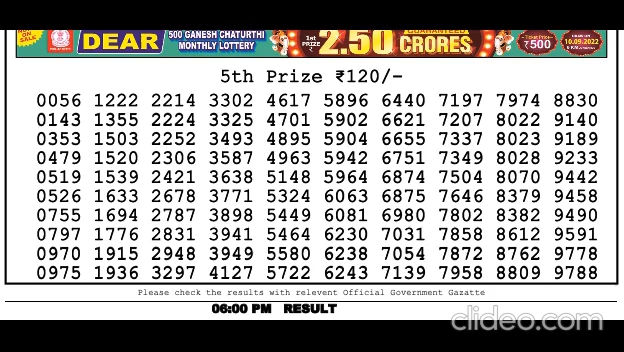 DEAR
500 GANESH CHATURTHI
MONTHLY LOTTERY
1st
PRIZE
GUARANTEED
₹2.50 CRORES
Ticket Price
₹500
DRAW ON
10.09.2022
5th Prize ₹120/-
0056 1222 2214 3302 4617 5896 6440 7197 7974 8830
0143 1355 2224 3325 4701 5902 6621 7207 8022 9140
0353 1503 2252 3493 4895 5904 6655 7337 8023 9189
0479 1520 2306 3587 4963 5942 6751 7349 8028 9233
0519 1539 2421 3638 5148 5964 6874 7504 8070 9442
0526 1633 2678 3771 5324 6063 6875 7646 8379 9458
0755 1694 2787 3898 5449 6081 6980 7802 8382 9490
0797 1776 2831 3941 5464 6230 7031 7858 8612 9591
0970 1915 2948 3949 5580 6238 7054 7872 8762 9778
0975 1936 3297 4127 5722 6243 7139 7958 8809 9788
Please check the results with relevent Official Government Gazatte
06:00 PM RESULT
clideo.com